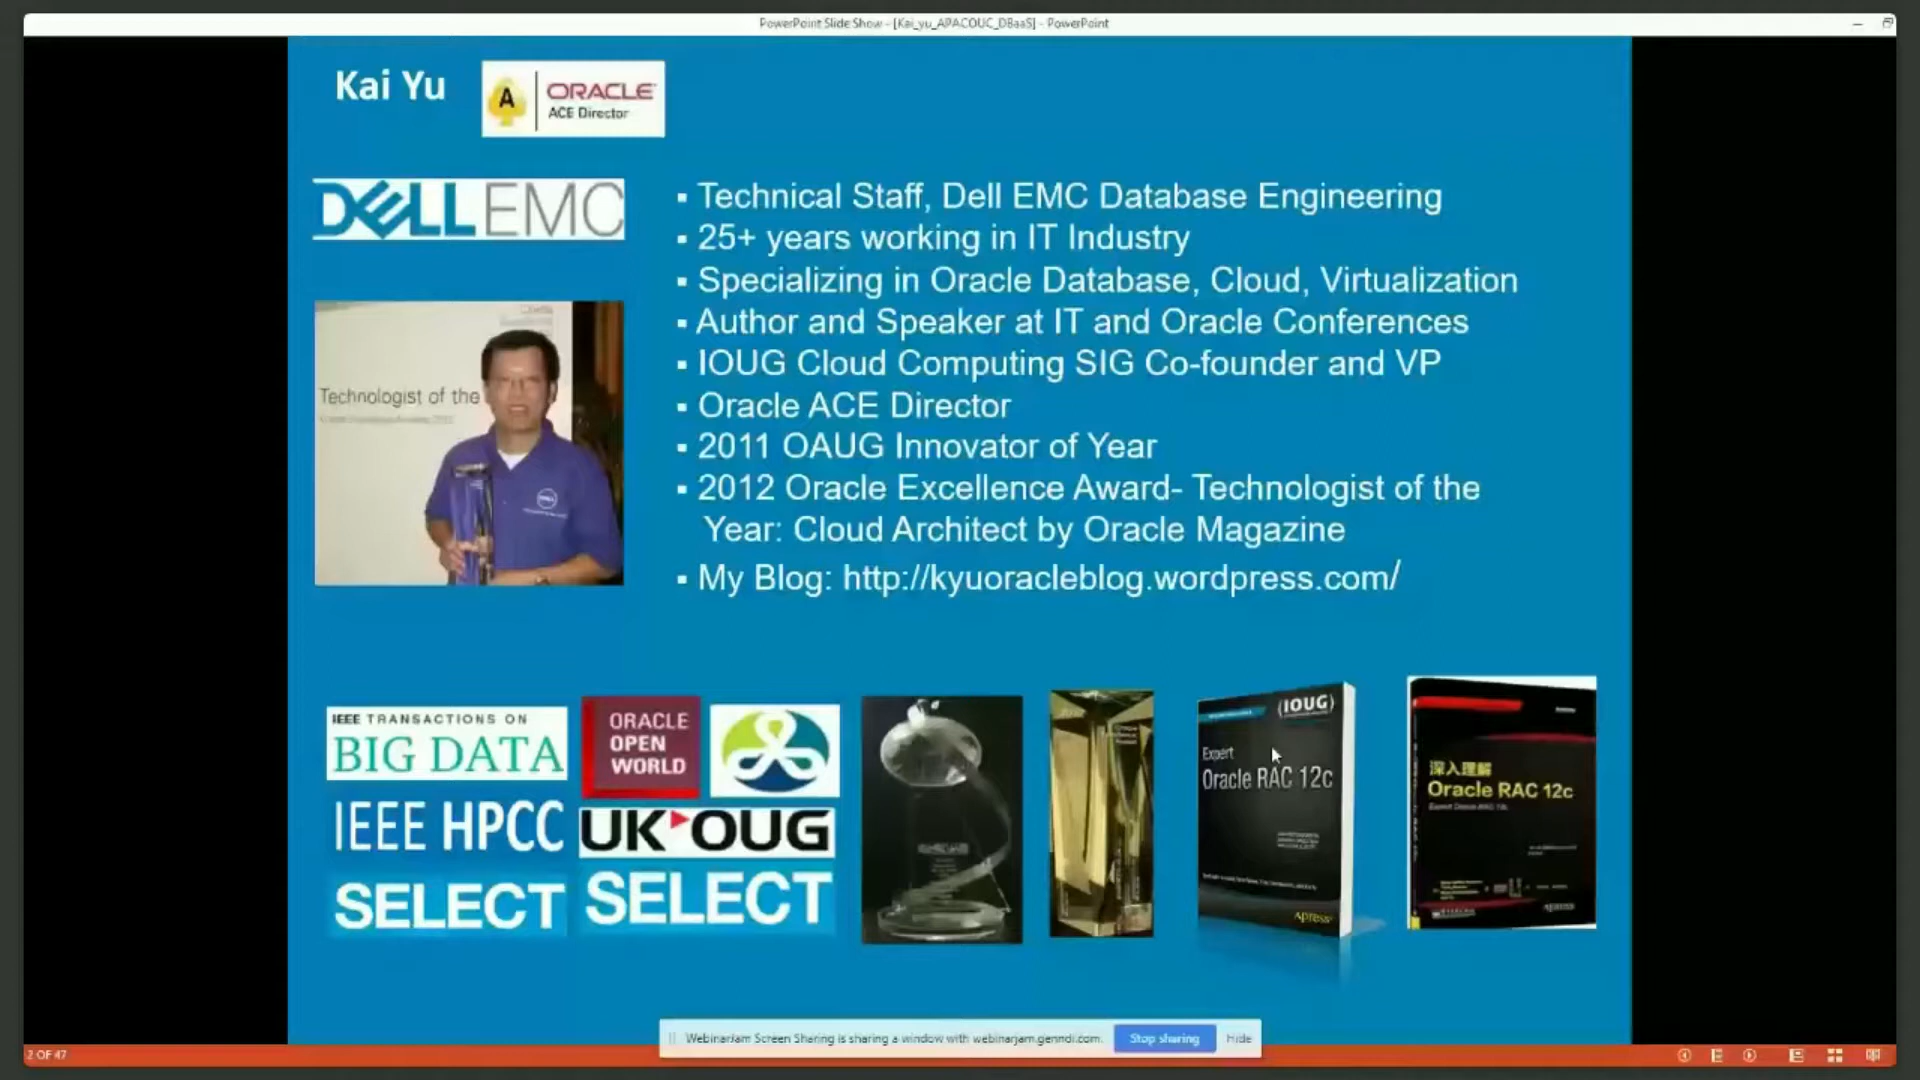 PowerPoint Slide Show - [Kai_yu_APACOUC_DBaaS] - PowerPoint
Kai Yu
A
ORACLE
ACE Director
DELLEMC
▪ Technical Staff, Dell EMC Database Engineering
▪ 25+ years working in IT Industry
▪ Specializing in Oracle Database, Cloud, Virtualization
▪ Author and Speaker at IT and Oracle Conferences
▪ IOUG Cloud Computing SIG Co-founder and VP
▪ Oracle ACE Director
▪ 2011 OAUG Innovator of Year
▪ 2012 Oracle Excellence Award- Technologist of the
Year: Cloud Architect by Oracle Magazine
▪ My Blog: http://kyuoracleblog.wordpress.com/
Technologist of the
DELL
IEEE TRANSACTIONS ON
BIG DATA
IEEE HPCC
SELECT
ORACLE
OPEN
WORLD
UK OUG
SELECT
(IOUG)
Expert
Oracle RAC 12c
Apress
深入理解
Oracle RAC 12c
Expert Oracle RAC 12c
Apress
WebinarJam Screen Sharing is sharing a window with webinarjam.genndi.com.
Stop sharing
Hide
2 OF 47